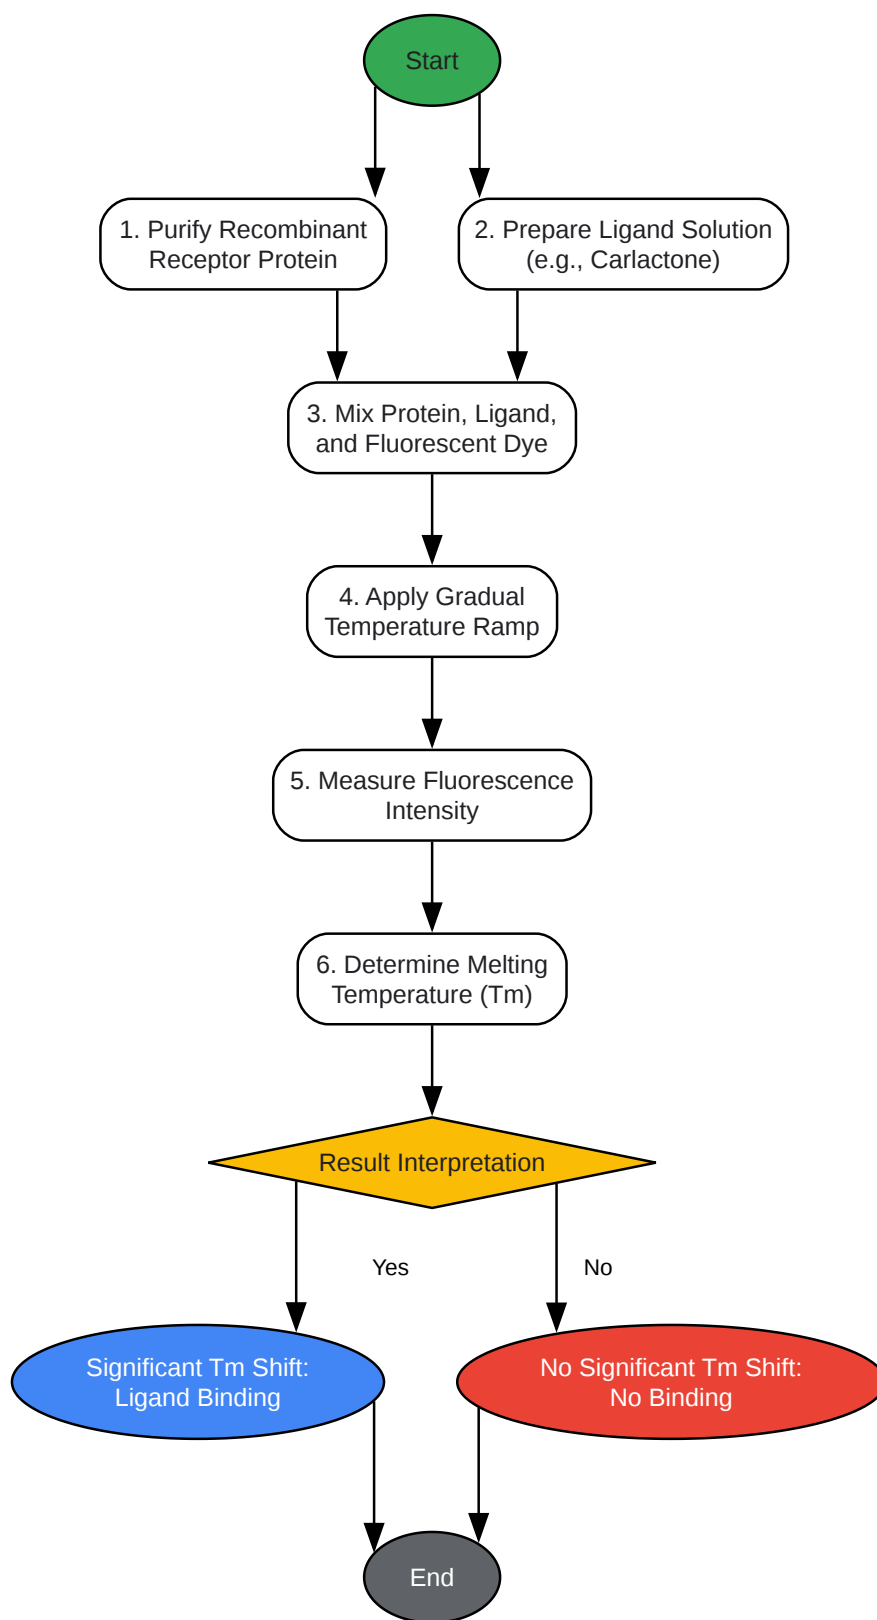 Start
1. Purify Recombinant
Receptor Protein
2. Prepare Ligand Solution
(e.g., Carlactone)
3. Mix Protein, Ligand,
and Fluorescent Dye
4. Apply Gradual
Temperature Ramp
5. Measure Fluorescence
Intensity
6. Determine Melting
Temperature (Tm)
Result Interpretation
Yes
No
Significant Tm Shift:
Ligand Binding
No Significant Tm Shift:
No Binding
End